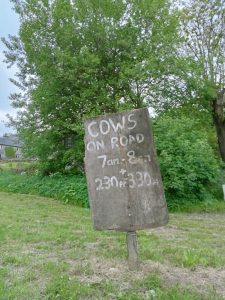 COWS
ON ROAD
7am - 8am
+
230PM 330PM